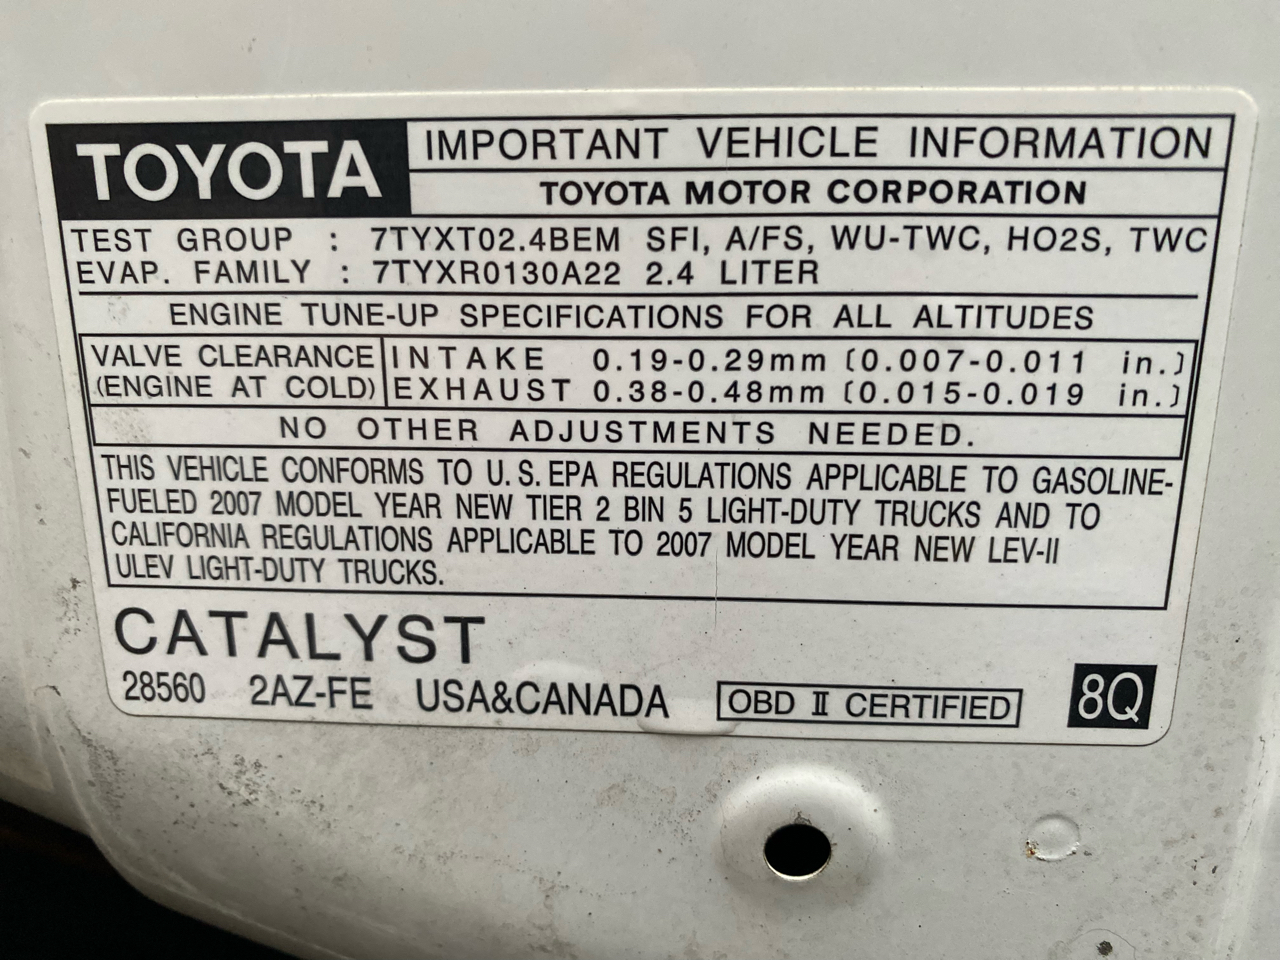 TOYOTA
IMPORTANT VEHICLE INFORMATION
TOYOTA MOTOR CORPORATION
TEST GROUP : 7TYXT02.4BEM SFI, A/FS, WU-TWC, HO2S, TWC
EVAP. FAMILY : 7TYXR0130A22 2.4 LITER
ENGINE TUNE-UP SPECIFICATIONS FOR ALL ALTITUDES
VALVE CLEARANCE INTAKE 0.19-0.29mm (0.007-0.011 in.)
(ENGINE AT COLD) EXHAUST 0.38-0.48mm (0.015-0.019 in.)
NO OTHER ADJUSTMENTS NEEDED.
THIS VEHICLE CONFORMS TO U.S. EPA REGULATIONS APPLICABLE TO GASOLINE-
FUELED 2007 MODEL YEAR NEW TIER 2 BIN 5 LIGHT-DUTY TRUCKS AND TO
CALIFORNIA REGULATIONS APPLICABLE TO 2007 MODEL YEAR NEW LEV-II
ULEV LIGHT-DUTY TRUCKS.
CATALYST
28560 2AZ-FE USA&CANADA OBD II CERTIFIED 8Q